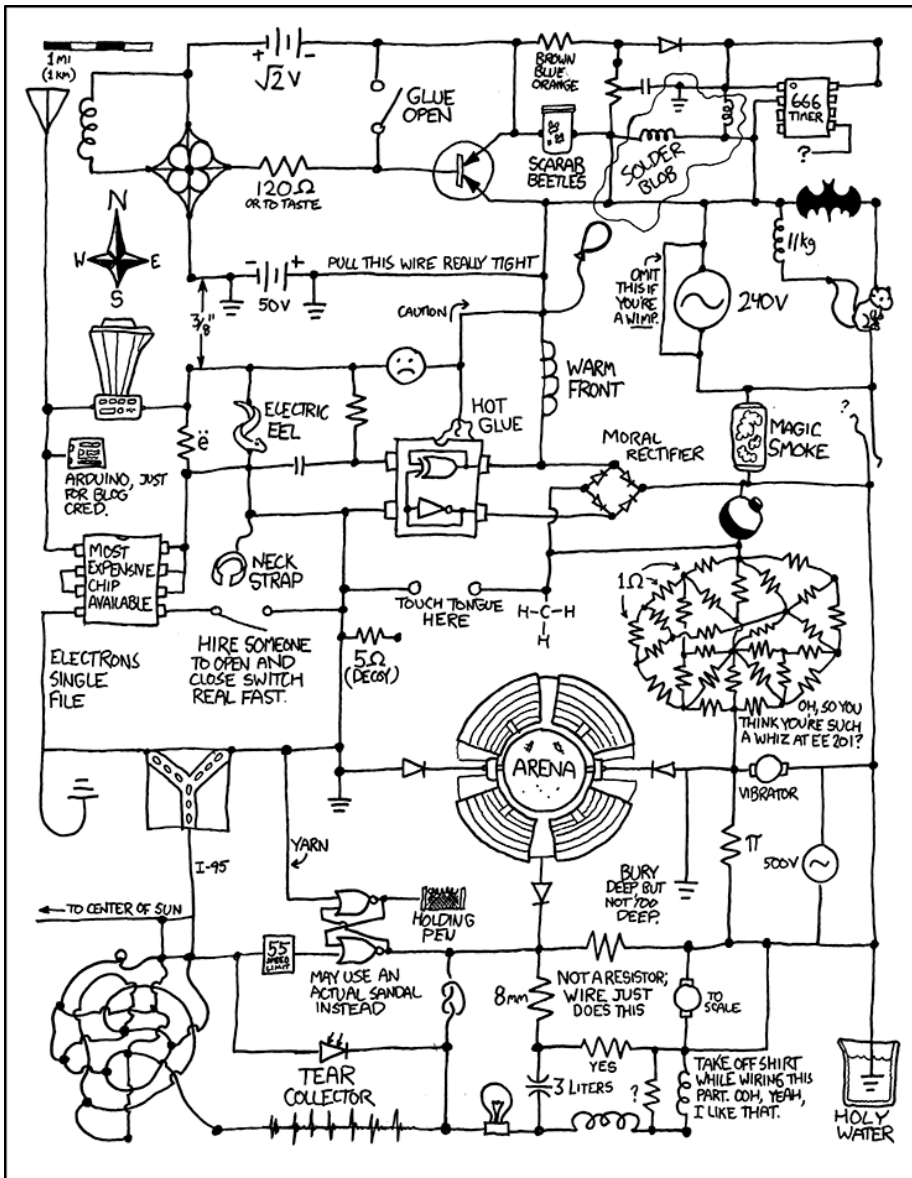 1 MI
(1 KM)
+ -
√2 V
GLUE
OPEN
BROWN
BLUE
ORANGE
666
TIMER
?
SCARAB
BEETLES
SOLDER
BLOB
120Ω
OR TO TASTE
N
W E
S
- +
50V
PULL THIS WIRE REALLY TIGHT
3/8"
CAUTION
OMIT
THIS IF
YOU'RE
A WIMP.
240V
11kg
WARM
FRONT
ELECTRIC
EEL
HOT
GLUE
MORAL
RECTIFIER
MAGIC
SMOKE
?
ë
ARDUINO, JUST
FOR BLOG
CRED.
MOST
EXPENSIVE
CHIP
AVAILABLE
NECK
STRAP
TOUCH TONGUE
HERE
H-C-H
H
1Ω
HIRE SOMEONE
TO OPEN AND
CLOSE SWITCH
REAL FAST.
5Ω
(DECOY)
ELECTRONS
SINGLE
FILE
OH, SO YOU
THINK YOU'RE SUCH
A WHIZ AT EE 201?
ARENA
VIBRATOR
I-95
YARN
π
500V
BURY
DEEP, BUT
NOT TOO
DEEP.
TO CENTER OF SUN
HOLDING
PEN
55
SPEED
LIMIT
MAY USE AN
ACTUAL SANDAL
INSTEAD
8mm
NOT A RESISTOR;
WIRE JUST
DOES THIS
TO
SCALE
YES
TEAR
COLLECTOR
3 LITERS
?
TAKE OFF SHIRT
WHILE WIRING THIS
PART. OOH, YEAH,
I LIKE THAT.
HOLY
WATER